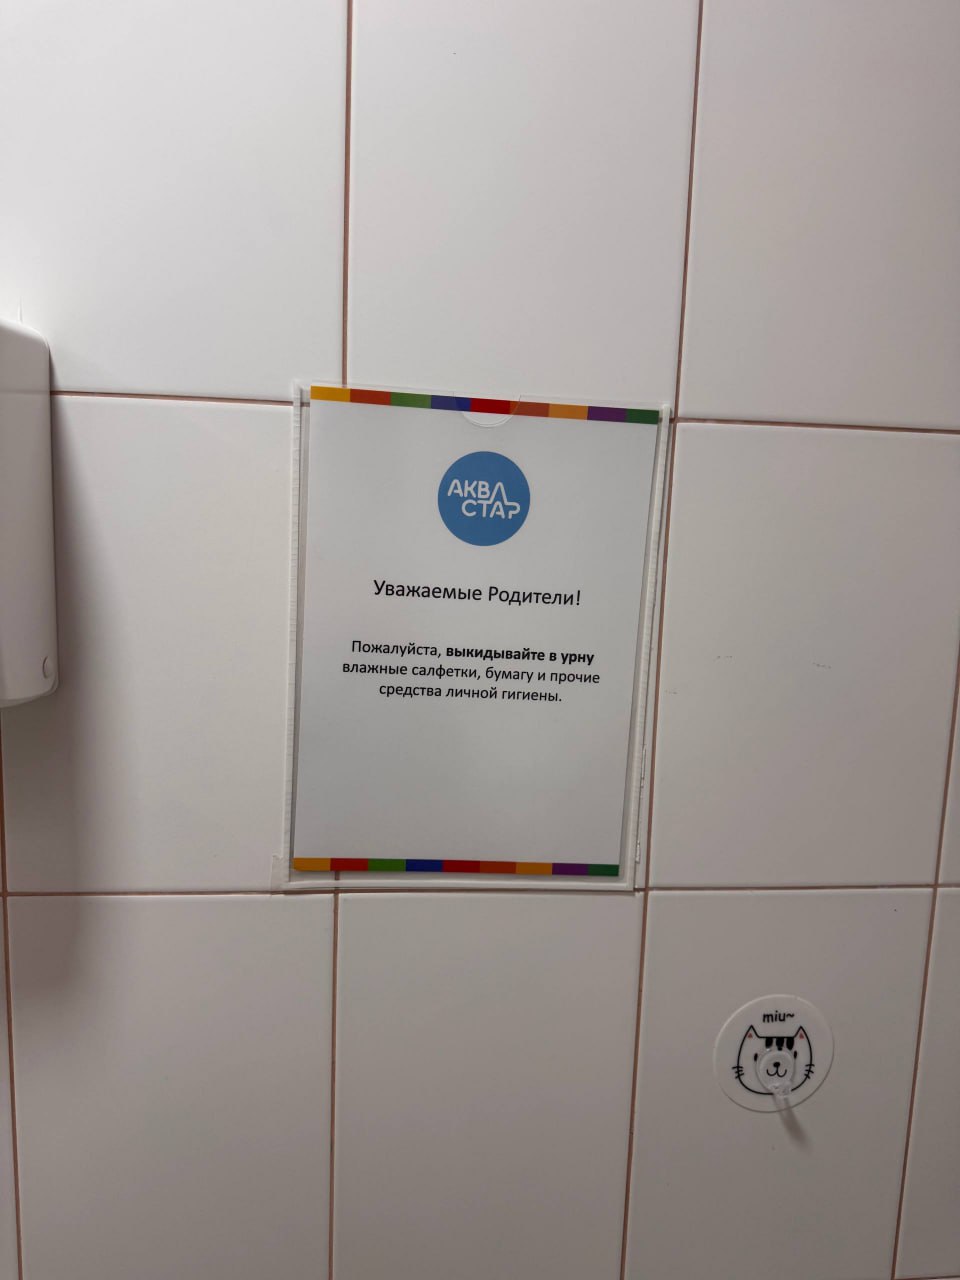 АКВА
СТАР
Уважаемые Родители!
Пожалуйста, выкидывайте в урну
влажные салфетки, бумагу и прочие
средства личной гигиены.
miu~